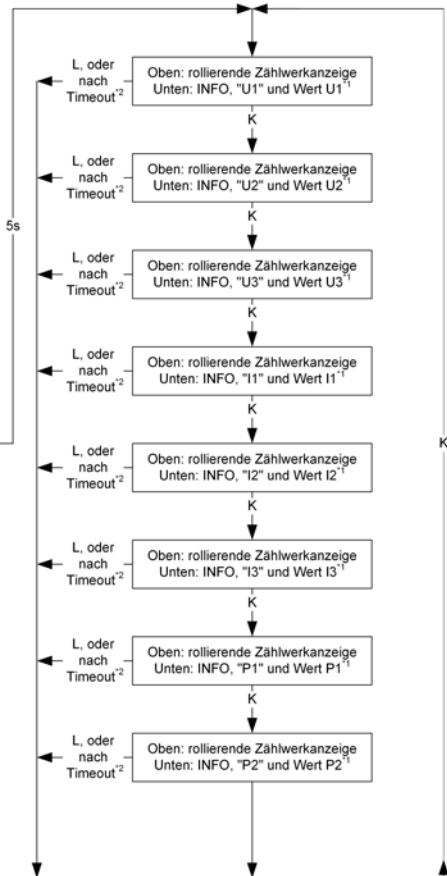 L, oder
nach
Timeout*2
Oben: rollierende Zählwerkanzeige
Unten: INFO, "U1" und Wert U1*1
K
L, oder
nach
Timeout*2
Oben: rollierende Zählwerkanzeige
Unten: INFO, "U2" und Wert U2*1
K
5s
L, oder
nach
Timeout*2
Oben: rollierende Zählwerkanzeige
Unten: INFO, "U3" und Wert U3*1
K
L, oder
nach
Timeout*2
Oben: rollierende Zählwerkanzeige
Unten: INFO, "I1" und Wert I1*1
K
K
L, oder
nach
Timeout*2
Oben: rollierende Zählwerkanzeige
Unten: INFO, "I2" und Wert I2*1
K
L, oder
nach
Timeout*2
Oben: rollierende Zählwerkanzeige
Unten: INFO, "I3" und Wert I3*1
K
L, oder
nach
Timeout*2
Oben: rollierende Zählwerkanzeige
Unten: INFO, "P1" und Wert P1*1
K
L, oder
nach
Timeout*2
Oben: rollierende Zählwerkanzeige
Unten: INFO, "P2" und Wert P2*1